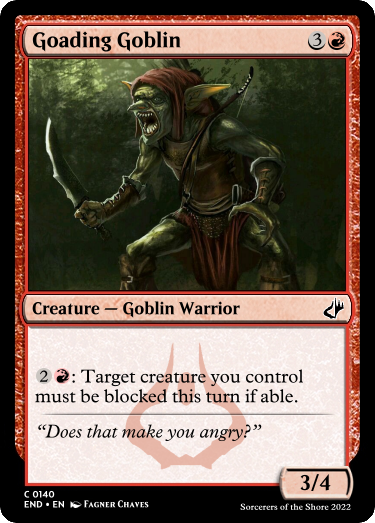 Goading Goblin 3
Creature — Goblin Warrior
2 : Target creature you control
must be blocked this turn if able.
“Does that make you angry?”
3/4
C 0140
END • EN Fagner Chaves
Sorcerers of the Shore 2022